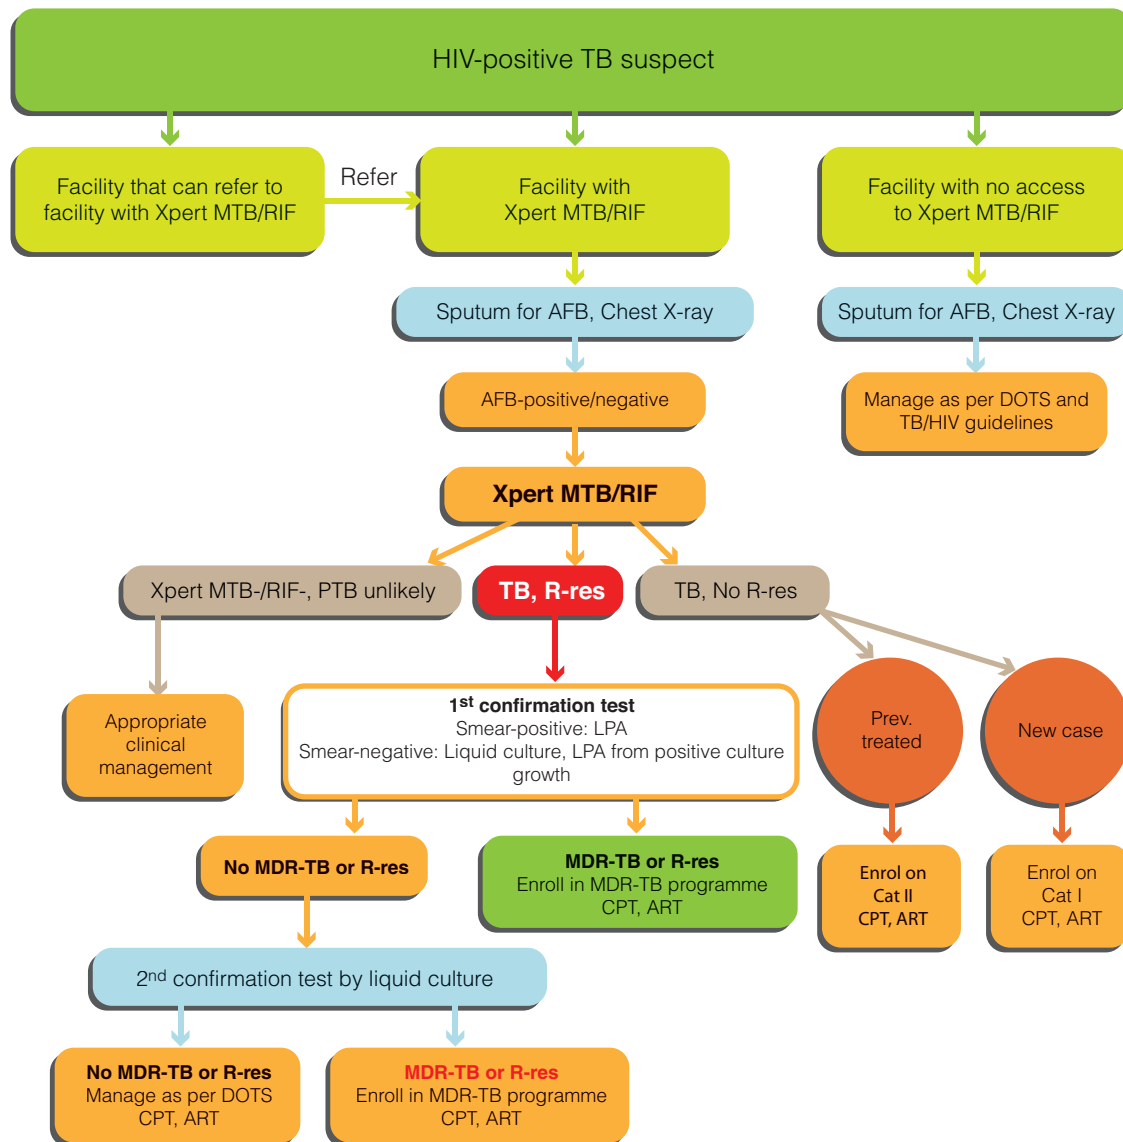 HIV-positive TB suspect
Facility that can refer to
facility with Xpert MTB/RIF
Refer
Facility with
Xpert MTB/RIF
Facility with no access
to Xpert MTB/RIF
Sputum for AFB, Chest X-ray
Sputum for AFB, Chest X-ray
AFB-positive/negative
Manage as per DOTS and
TB/HIV guidelines
Xpert MTB/RIF
Xpert MTB-/RIF-, PTB unlikely
TB, R-res
TB, No R-res
Appropriate
clinical
management
1st confirmation test
Smear-positive: LPA
Smear-negative: Liquid culture, LPA from positive culture
growth
Prev.
treated
New case
No MDR-TB or R-res
MDR-TB or R-res
Enroll in MDR-TB programme
CPT, ART
Enrol on
Cat II
CPT, ART
Enrol on
Cat I
CPT, ART
2nd confirmation test by liquid culture
No MDR-TB or R-res
Manage as per DOTS
CPT, ART
MDR-TB or R-res
Enroll in MDR-TB programme
CPT, ART